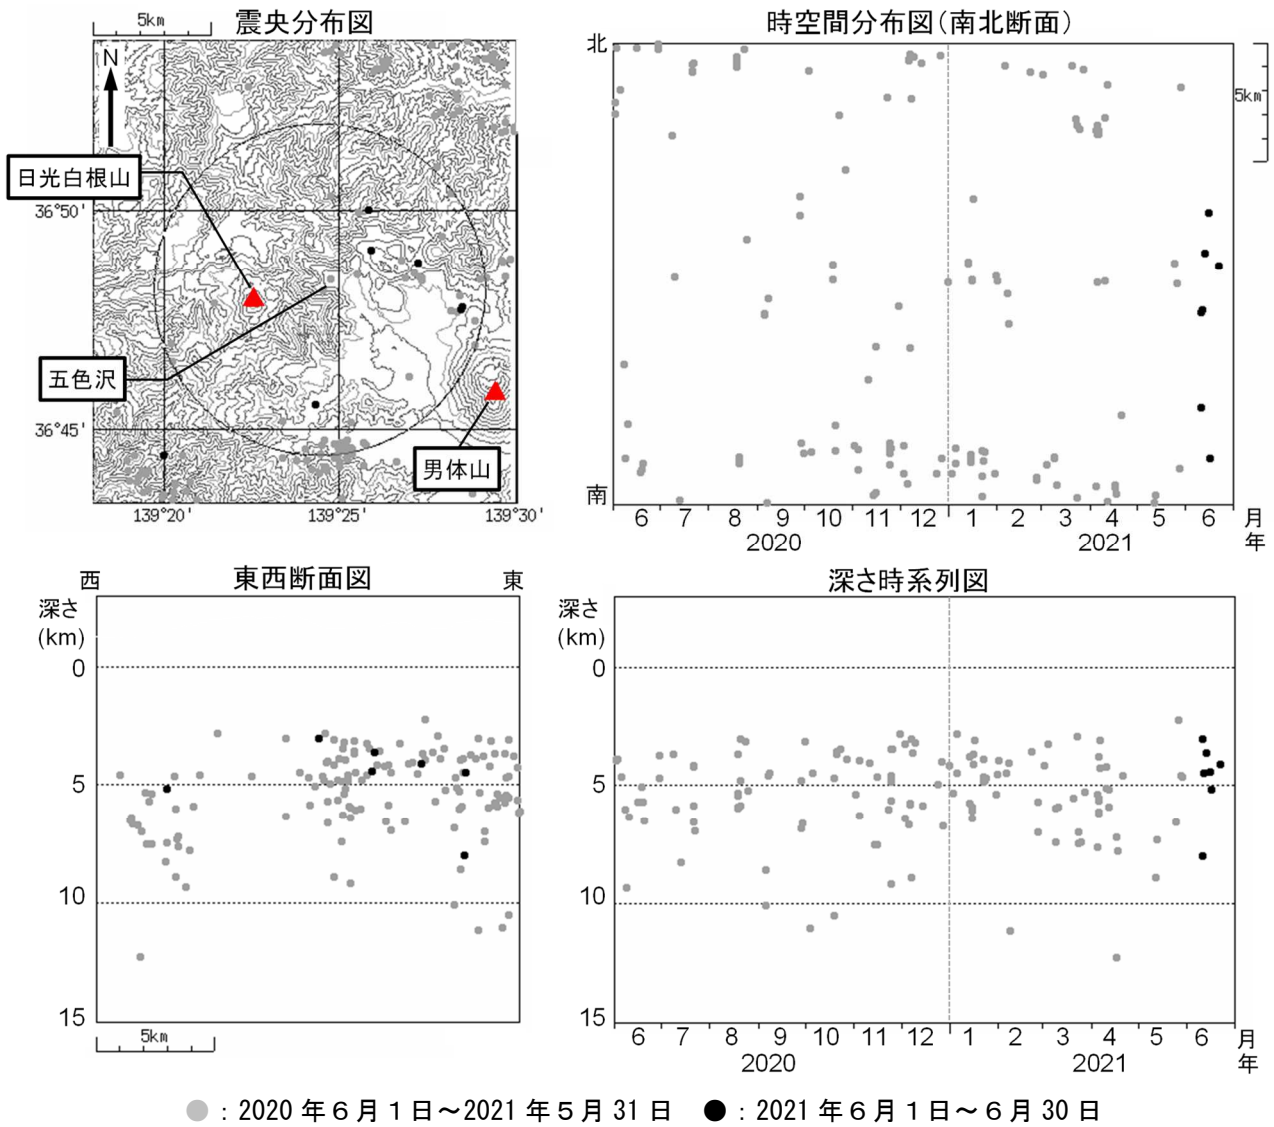 震央分布図
5km
N
日光白根山
36°50'
五色沢
36°45'
男体山
139°20'
139°25'
139°30'
時空間分布図(南北断面)
北
5km
南
6 7 8 9 10 11 12 1 2 3 4 5 6 月
2020 2021 年
東西断面図
西
東
深さ
(km)
0
5
10
15
5km
深さ時系列図
深さ
(km)
0
5
10
15
6 7 8 9 10 11 12 1 2 3 4 5 6 月
2020 2021 年
:2020年6月1日~2021年5月31日 :2021年6月1日~6月30日